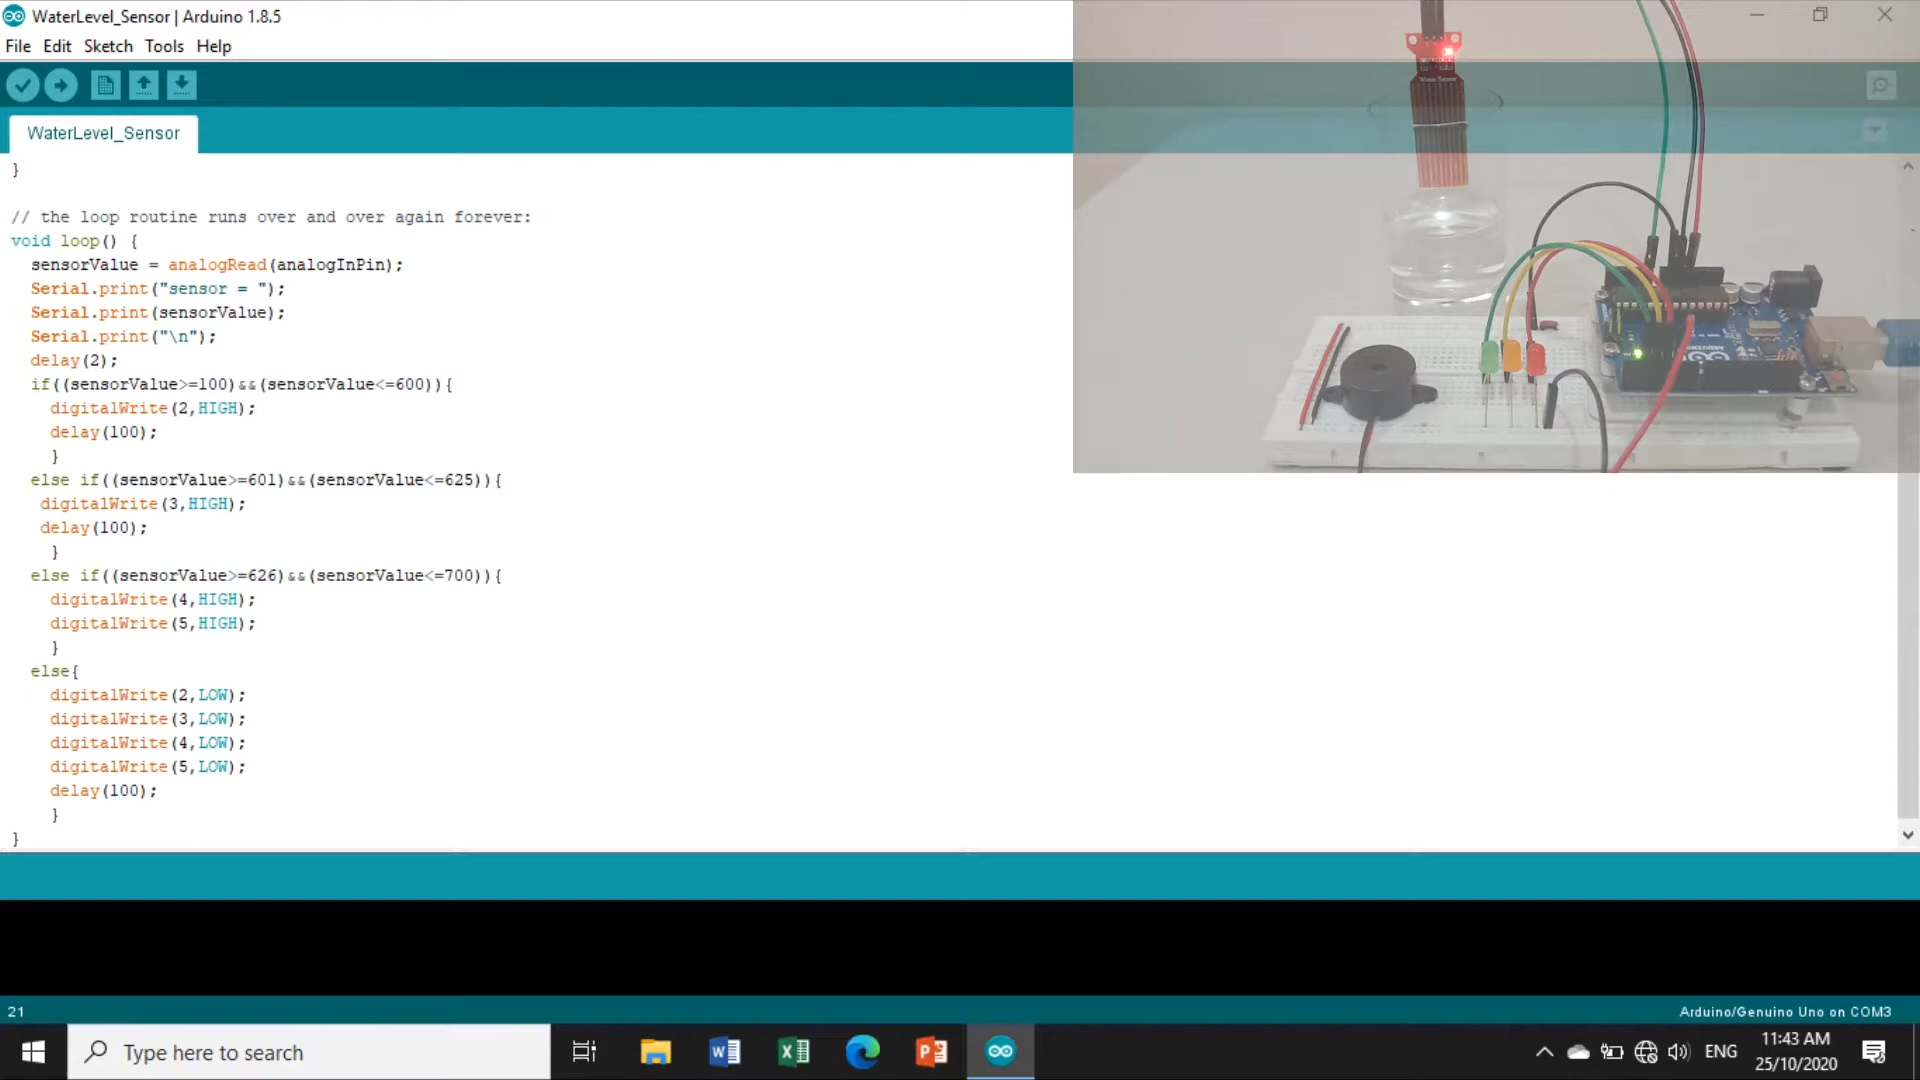 WaterLevel_Sensor | Arduino 1.8.5
File Edit Sketch Tools Help
WaterLevel_Sensor
}
// the loop routine runs over and over again forever:
void loop() {
sensorValue = analogRead(analogInPin);
Serial.print("sensor = ");
Serial.print(sensorValue);
Serial.print("\n");
delay(2);
if((sensorValue>=100)&&(sensorValue<=600)){
digitalWrite(2,HIGH);
delay(100);
}
else if((sensorValue>=601)&&(sensorValue<=625)){
digitalWrite(3,HIGH);
delay(100);
}
else if((sensorValue>=626)&&(sensorValue<=700)){
digitalWrite(4,HIGH);
digitalWrite(5,HIGH);
}
else{
digitalWrite(2,LOW);
digitalWrite(3,LOW);
digitalWrite(4,LOW);
digitalWrite(5,LOW);
delay(100);
}
}
Water Sensor
21
Arduino/Genuino Uno on COM3
Type here to search
ENG
11:43 AM
25/10/2020